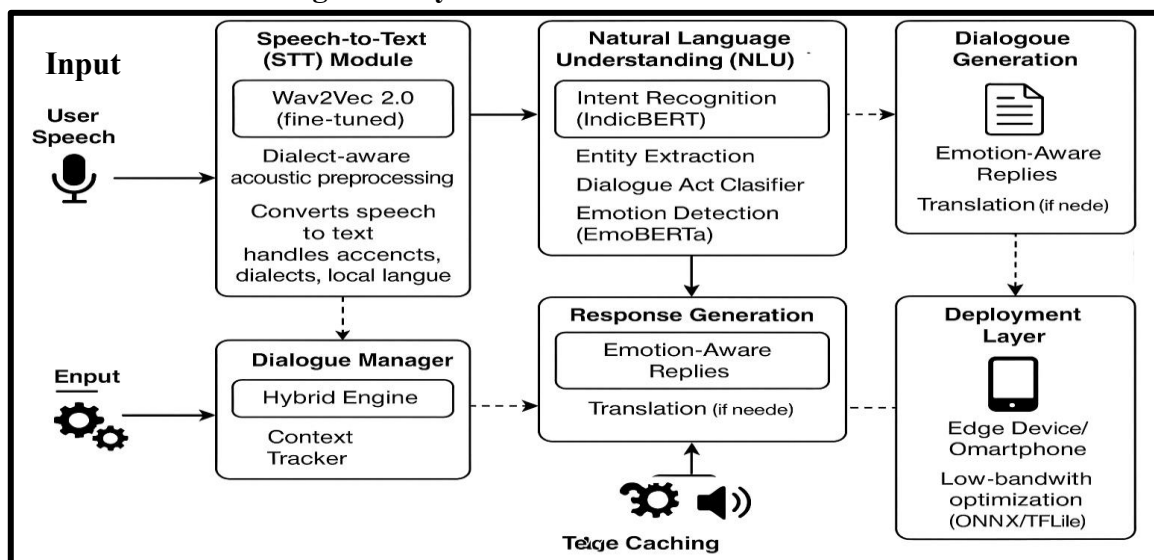 Input
User
Speech
Speech-to-Text
(STT) Module
Wav2Vec 2.0
(fine-tuned)
Dialect-aware
acoustic preprocessing
Converts speech
to text
handles accencts,
dialects, local langue
Natural Language
Understanding (NLU)
Intent Recognition
(IndicBERT)
Entity Extraction
Dialogue Act Clasifier
Emotion Detection
(EmoBERTa)
Dialogoue
Generation
Emotion-Aware
Replies
Translation (if nede)
Enput
Dialogue Manager
Hybrid Engine
Context
Tracker
Response Generation
Emotion-Aware
Replies
Translation (if neede)
Caching
Deployment
Layer
Edge Device/
Omartphone
Low-bandwith
optimization
(ONNX/TFLile)